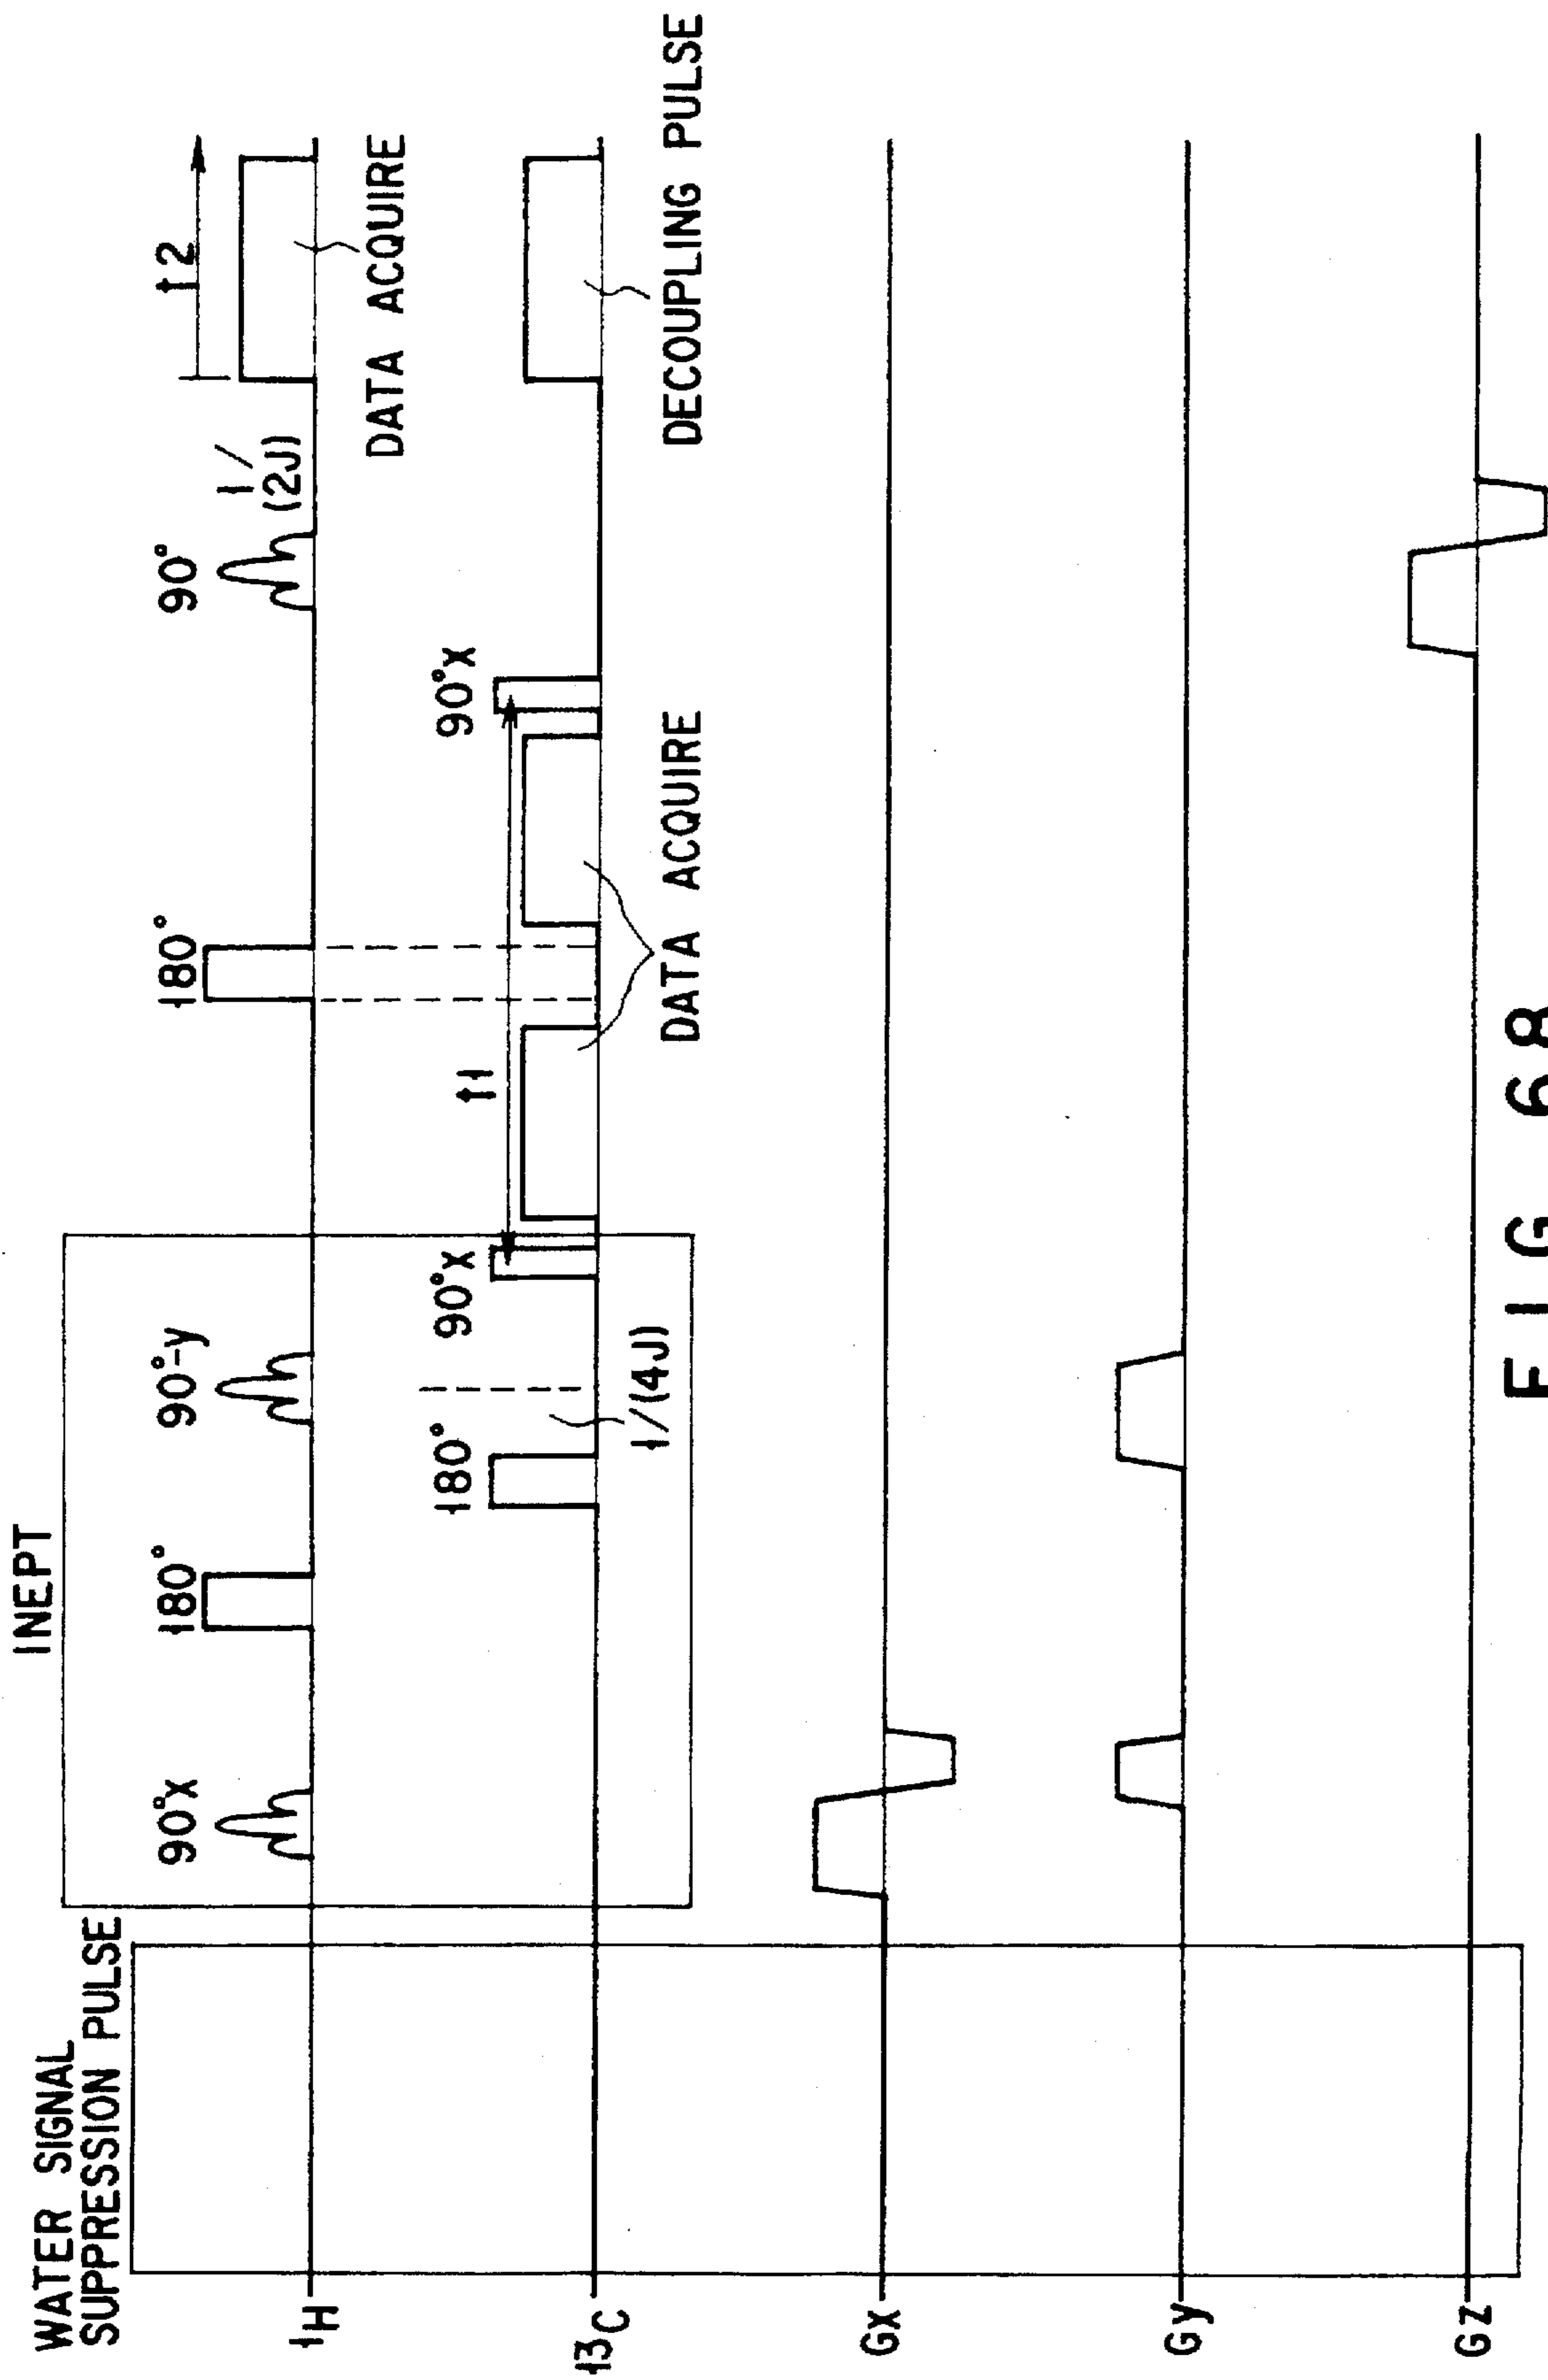 WATER SIGNAL
SUPPRESSION PULSE
INEPT
¹H
90°x
180°
90°-y
180°
90°
1/
(2J)
t2
DATA ACQUIRE
13C
180°
1/(4J)
90°x
t1
DATA ACQUIRE
90°x
DECOUPLING PULSE
Gx
Gy
Gz
FIG 68